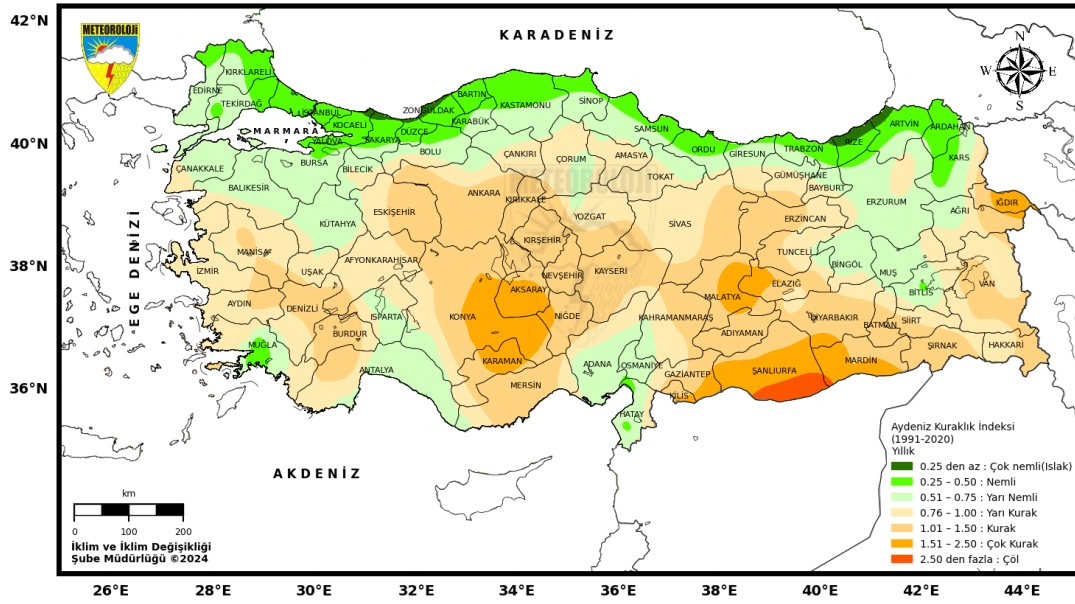 METEOROLOJİ
KARADENİZ
N
W E
S
42°N
40°N
38°N
36°N
KIRKLARELİ
EDİRNE
TEKİRDAĞ
İSTANBUL
KOCAELİ
YALOVA
SAKARYA
DÜZCE
ZONGULDAK
BARTIN
KARABÜK
KASTAMONU
SİNOP
SAMSUN
ORDU
GİRESUN
TRABZON
RİZE
ARTVİN
ARDAHAN
KARS
MARMARA
ÇANAKKALE
BALIKESİR
BURSA
BİLECİK
BOLU
ÇANKIRI
ÇORUM
AMASYA
TOKAT
GÜMÜŞHANE
BAYBURT
ERZURUM
AĞRI
IĞDIR
KÜTAHYA
ESKİŞEHİR
ANKARA
KIRIKKALE
METEOROLOJİ
YOZGAT
SİVAS
ERZİNCAN
TUNCELİ
BİNGÖL
MUŞ
BİTLİS
VAN
EGE DENİZİ
MANİSA
İZMİR
UŞAK
AFYONKARAHİSAR
KIRŞEHİR
NEVŞEHİR
KAYSERİ
AKSARAY
MALATYA
ELAZIĞ
AYDIN
DENİZLİ
ISPARTA
BURDUR
KONYA
NİĞDE
KAHRAMANMARAŞ
ADIYAMAN
DİYARBAKIR
BATMAN
SİİRT
ŞIRNAK
HAKKARİ
MUĞLA
ANTALYA
KARAMAN
MERSİN
ADANA
OSMANİYE
GAZİANTEP
KİLİS
ŞANLIURFA
MARDİN
HATAY
AKDENİZ
km
0 100 200
İklim ve İklim Değişikliği
Şube Müdürlüğü ©2024
Aydeniz Kuraklık İndeksi
(1991-2020)
Yıllık
0.25 den az : Çok nemli(Islak)
0.25 – 0.50 : Nemli
0.51 – 0.75 : Yarı Nemli
0.76 – 1.00 : Yarı Kurak
1.01 – 1.50 : Kurak
1.51 – 2.50 : Çok Kurak
2.50 den fazla : Çöl
26°E 28°E 30°E 32°E 34°E 36°E 38°E 40°E 42°E 44°E